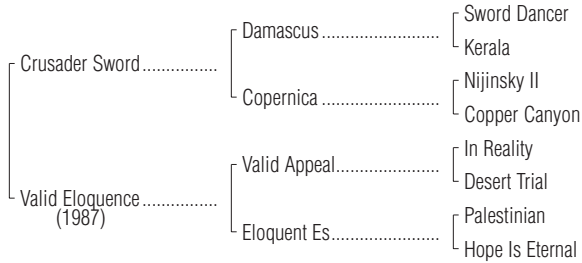 Sword Dancer
Damascus ......................
Kerala
Crusader Sword...............
Nijinsky II
Copernica ......................
Copper Canyon
In Reality
Valid Appeal...................
Desert Trial
Valid Eloquence ...............
(1987)
Palestinian
Eloquent Es....................
Hope Is Eternal